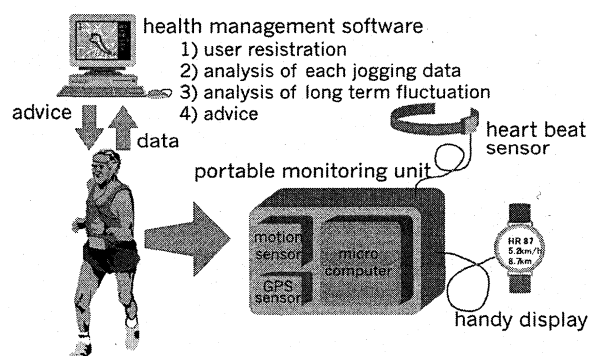 health management software
1) user resistration
2) analysis of each jogging data
3) analysis of long term fluctuation
4) advice
advice
data
heart beat
sensor
portable monitoring unit
motion
sensor
micro
computer
GPS
sensor
HR 87
5.2km/h
8.7km
handy display